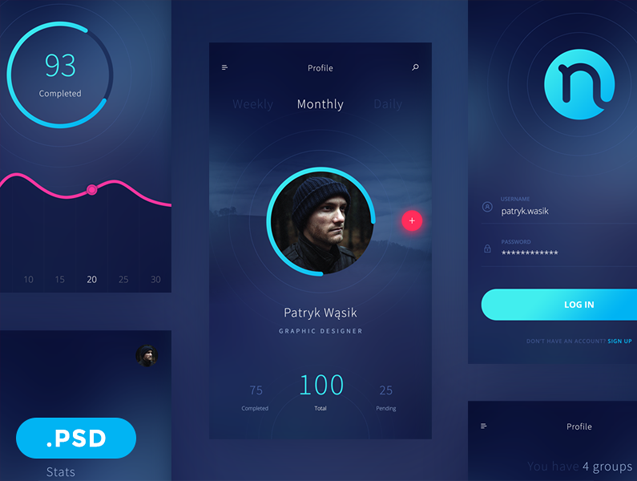 93
Completed
10 15 20 25 30
.PSD
Stats
Profile
Weekly Monthly Daily
+
Patryk Wąsik
GRAPHIC DESIGNER
75 100 25
Completed Total Pending
n
USERNAME
patryk.wasik
PASSWORD
************
LOG IN
DON'T HAVE AN ACCOUNT? SIGN UP
Profile
You have 4 groups